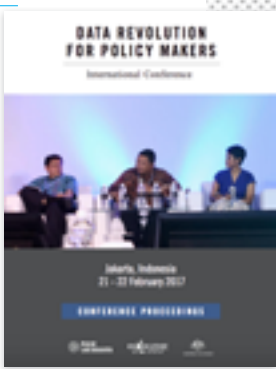 DATA REVOLUTION
FOR POLICY MAKERS
International Conference
Jakarta, Indonesia
21 - 22 February 2017
CONFERENCE PROCEEDINGS